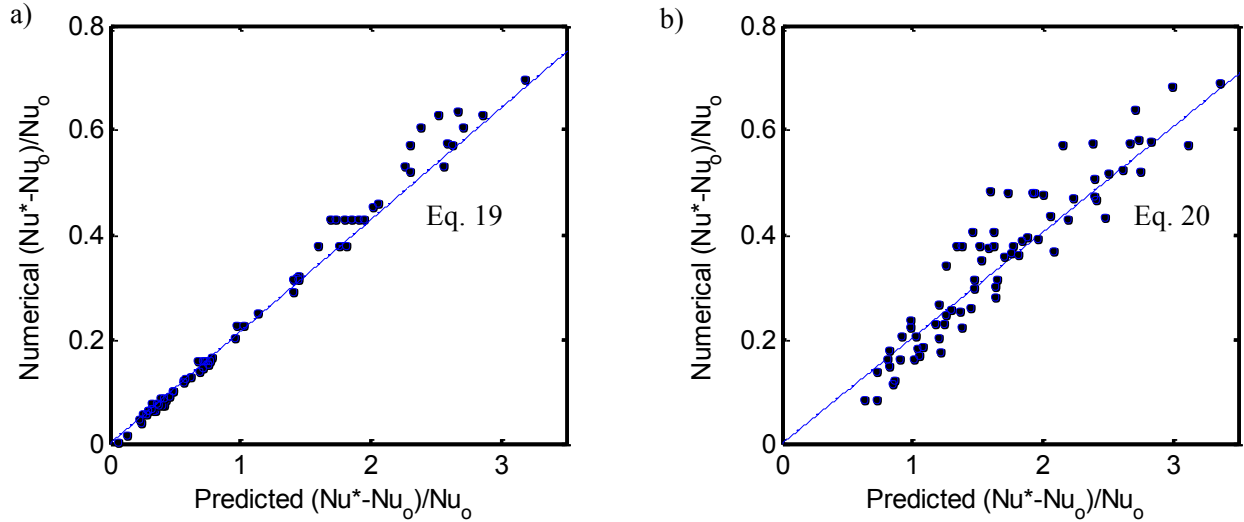 a)
0.8
0.6
0.4
0.2
0
0 1 2 3
Numerical (Nu*-Nuo)/Nuo
Predicted (Nu*-Nuo)/Nuo
Eq. 19
b)
0.8
0.6
0.4
0.2
0
0 1 2 3
Numerical (Nu*-Nuo)/Nuo
Predicted (Nu*-Nuo)/Nuo
Eq. 20